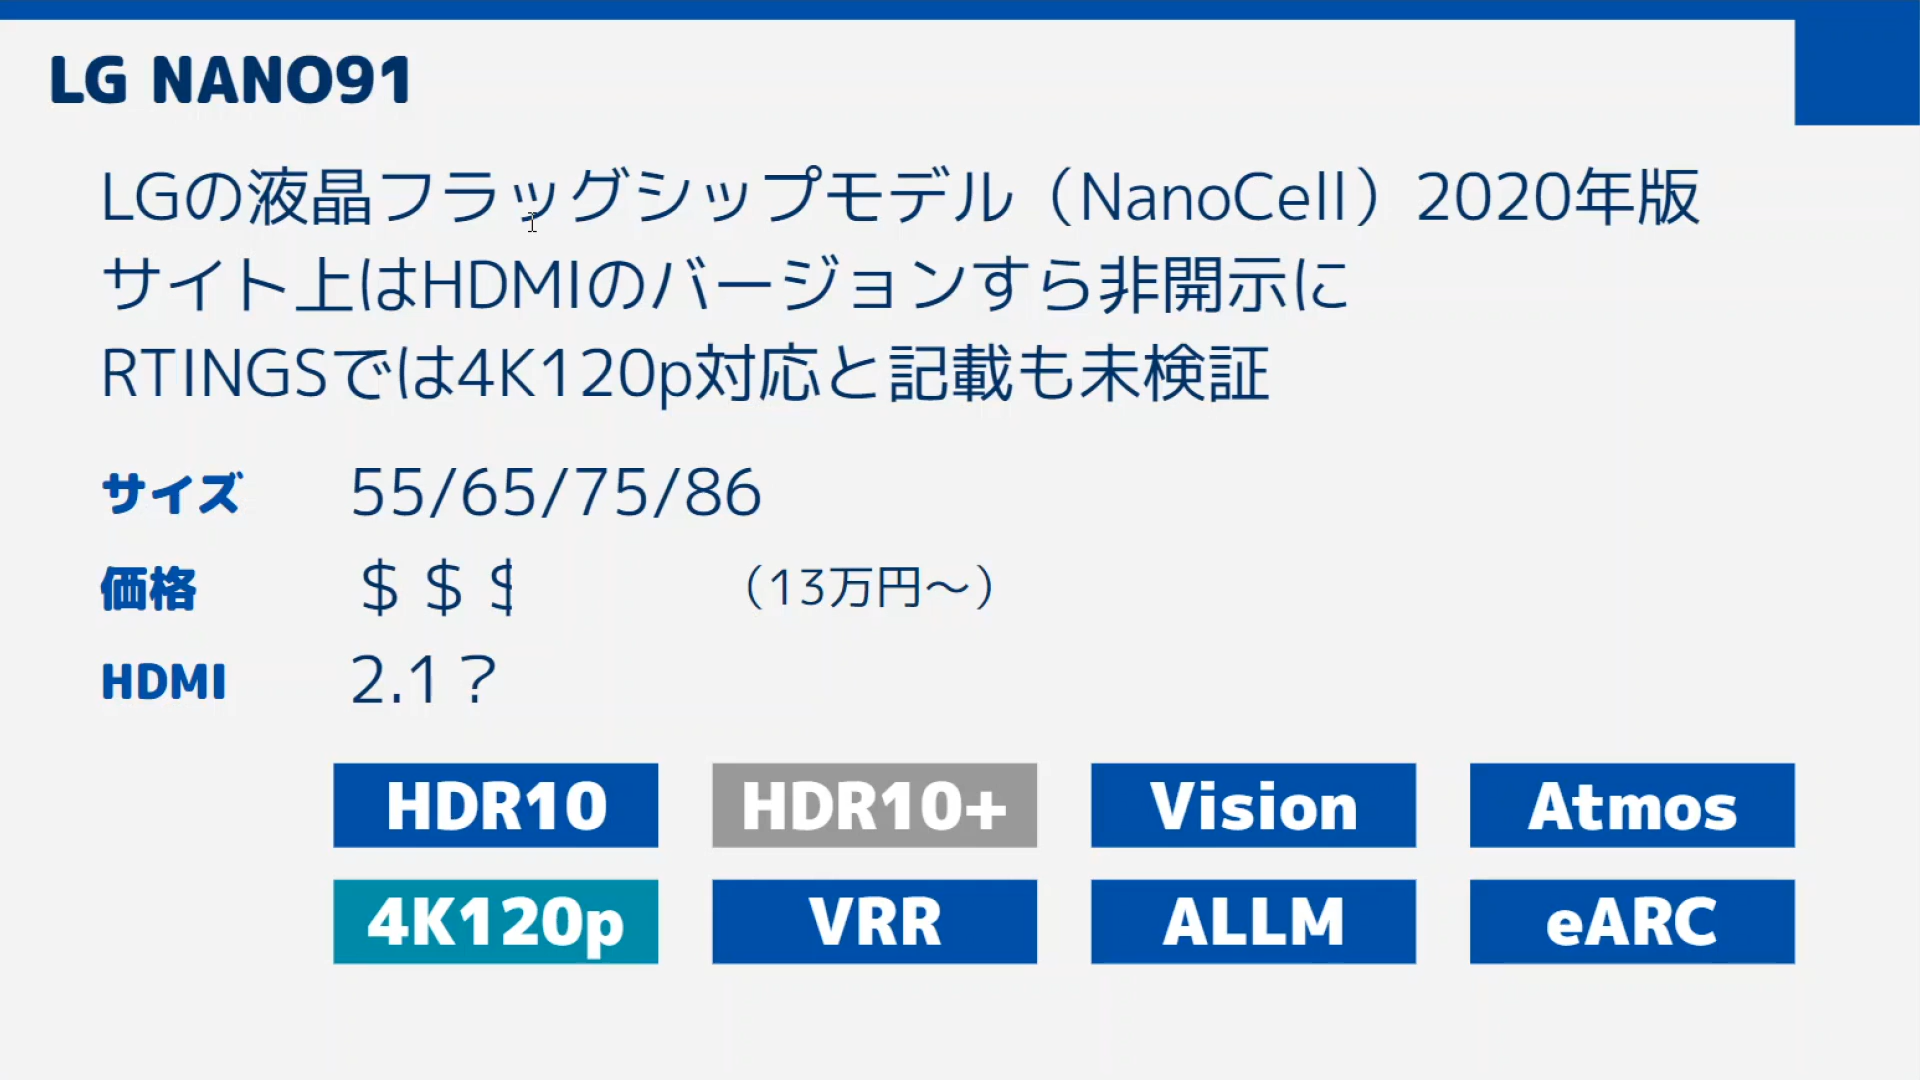 LG NANO91
LGの液晶フラッグシップモデル（NanoCell）2020年版
サイト上はHDMIのバージョンすら非開示に
RTINGSでは4K120p対応と記載も未検証
サイズ 55/65/75/86
価格 ＄＄＄ （13万円～）
HDMI 2.1？
HDR10 HDR10+ Vision Atmos
4K120p VRR ALLM eARC